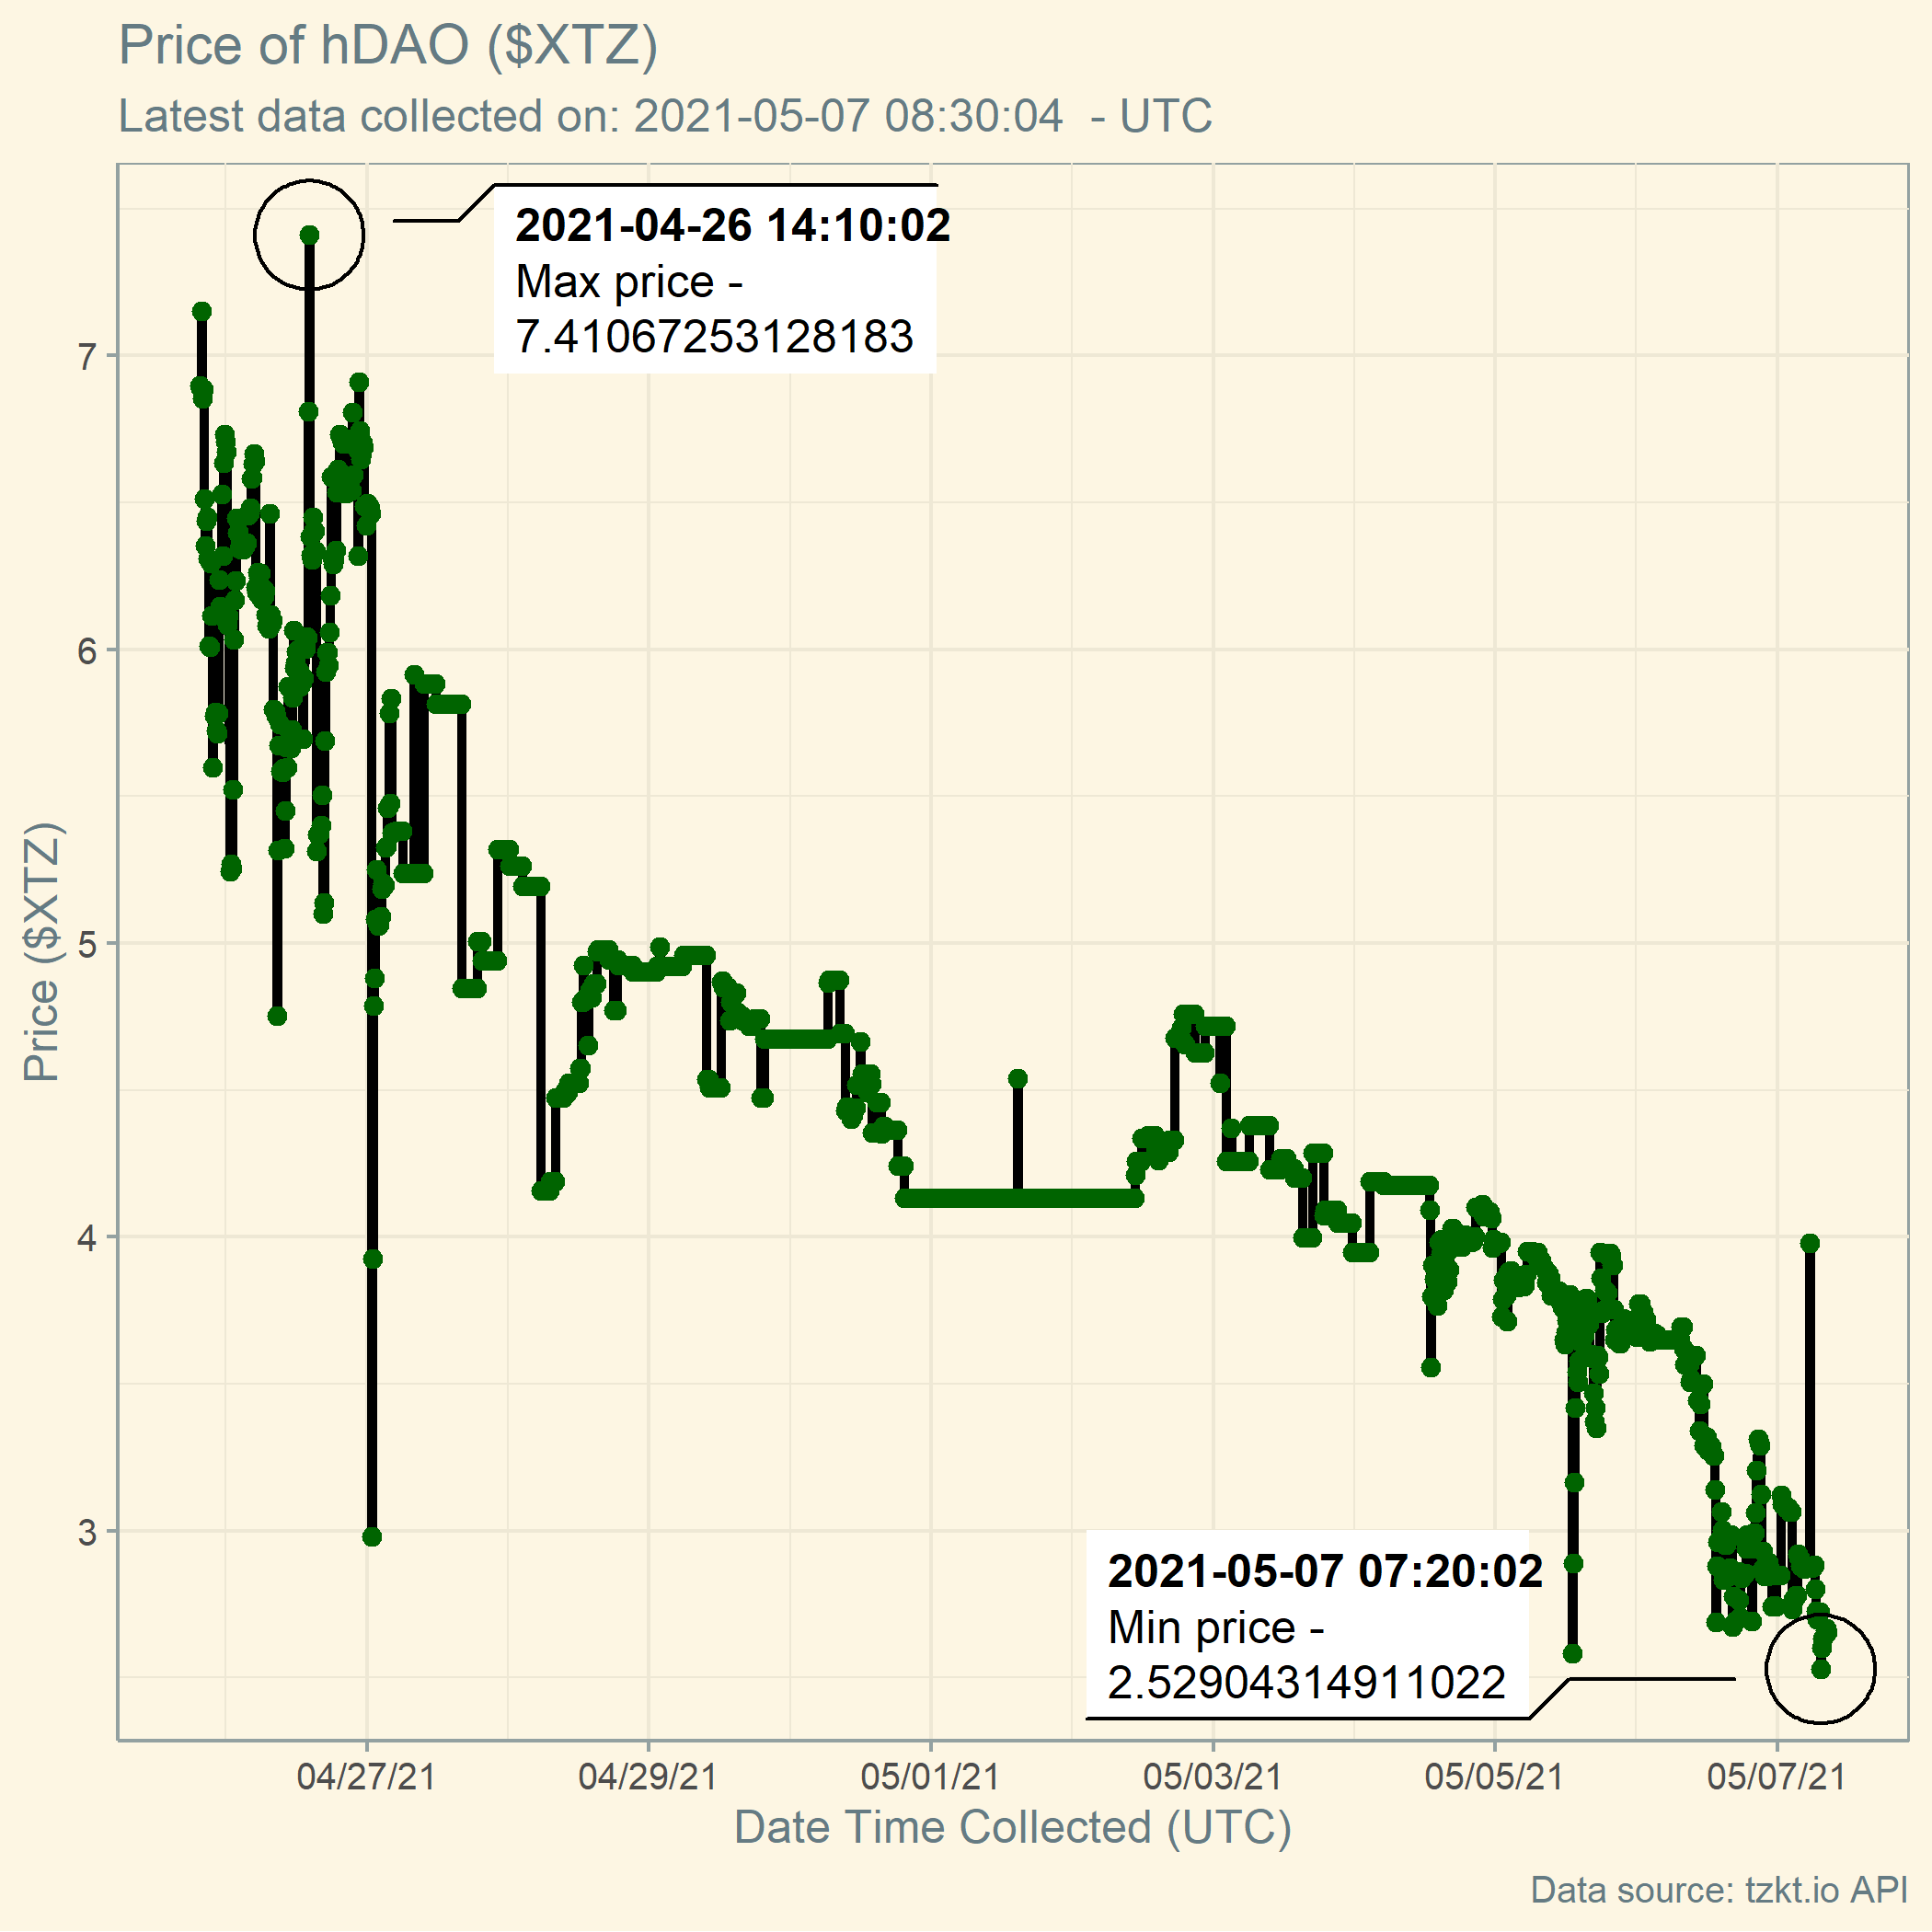 Price of hDAO ($XTZ)
Latest data collected on: 2021-05-07 08:30:04  - UTC
2021-04-26 14:10:02
Max price -
7.41067253128183
7
6
5
4
3
Price ($XTZ)
2021-05-07 07:20:02
Min price -
2.52904314911022
04/27/21 04/29/21 05/01/21 05/03/21 05/05/21 05/07/21
Date Time Collected (UTC)
Data source: tzkt.io API